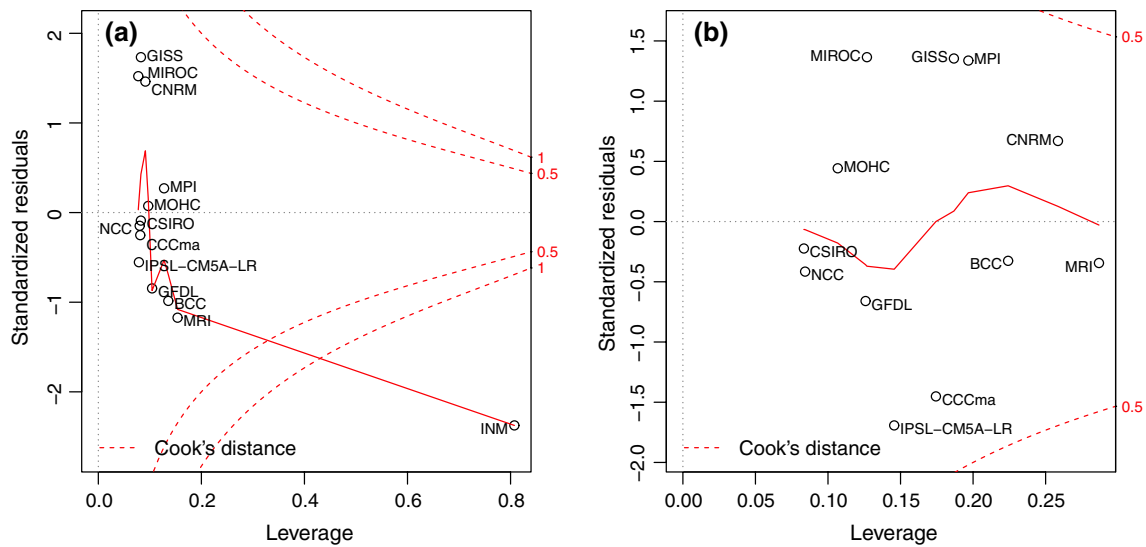 (a)
GISS
MIROC
CNRM
MPI
MOHC
CSIRO
NCC
CCCma
IPSL−CM5A−LR
GFDL
BCC
MRI
INM
1
0.5
0.5
1
Cook's distance
2
1
0
−1
−2
0.0 0.2 0.4 0.6 0.8
Leverage
Standardized residuals
(b)
0.5
MIROC
GISS
MPI
CNRM
MOHC
CSIRO
NCC
BCC
MRI
GFDL
CCCma
IPSL−CM5A−LR
0.5
Cook's distance
1.5
1.0
0.5
0.0
−0.5
−1.0
−1.5
−2.0
0.00 0.05 0.10 0.15 0.20 0.25
Leverage
Standardized residuals